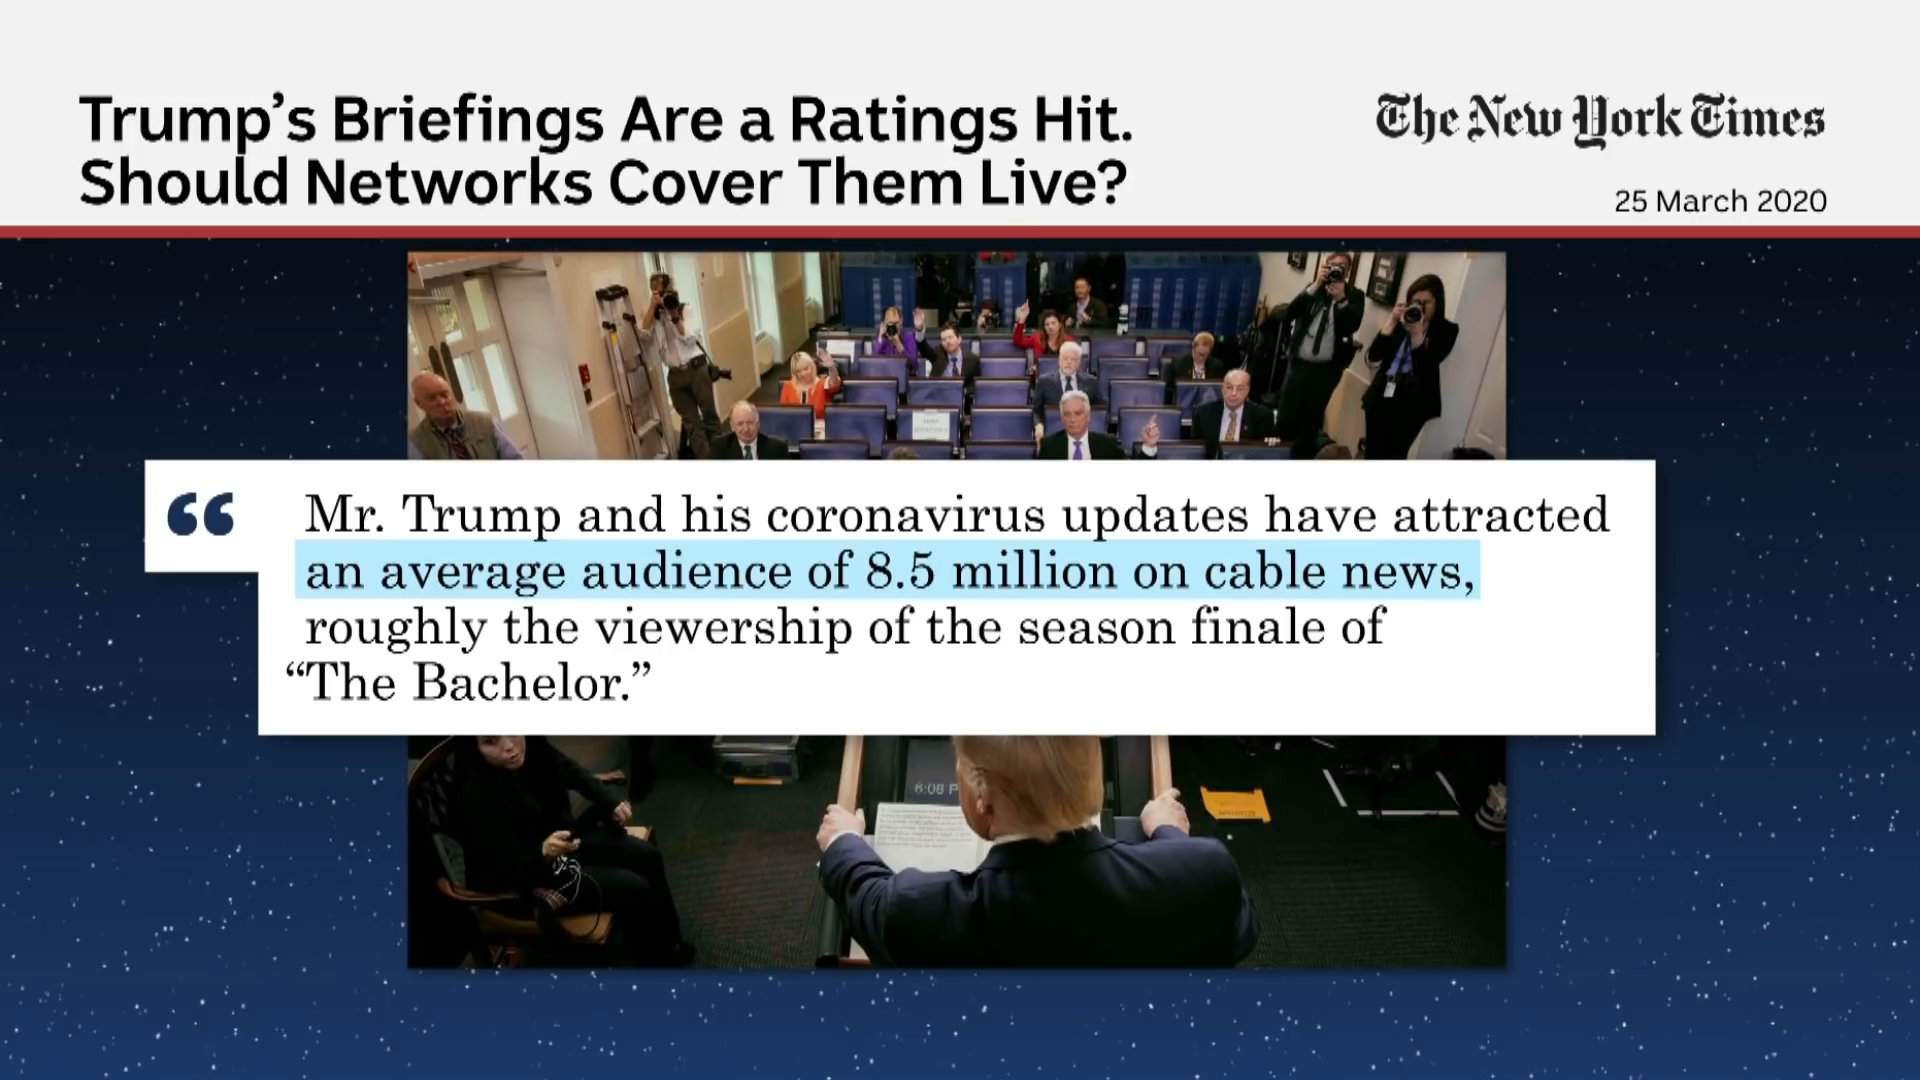 Trump's Briefings Are a Ratings Hit.
Should Networks Cover Them Live?
The New York Times
25 March 2020
“ Mr. Trump and his coronavirus updates have attracted
an average audience of 8.5 million on cable news,
roughly the viewership of the season finale of
“The Bachelor.”
6:08 P